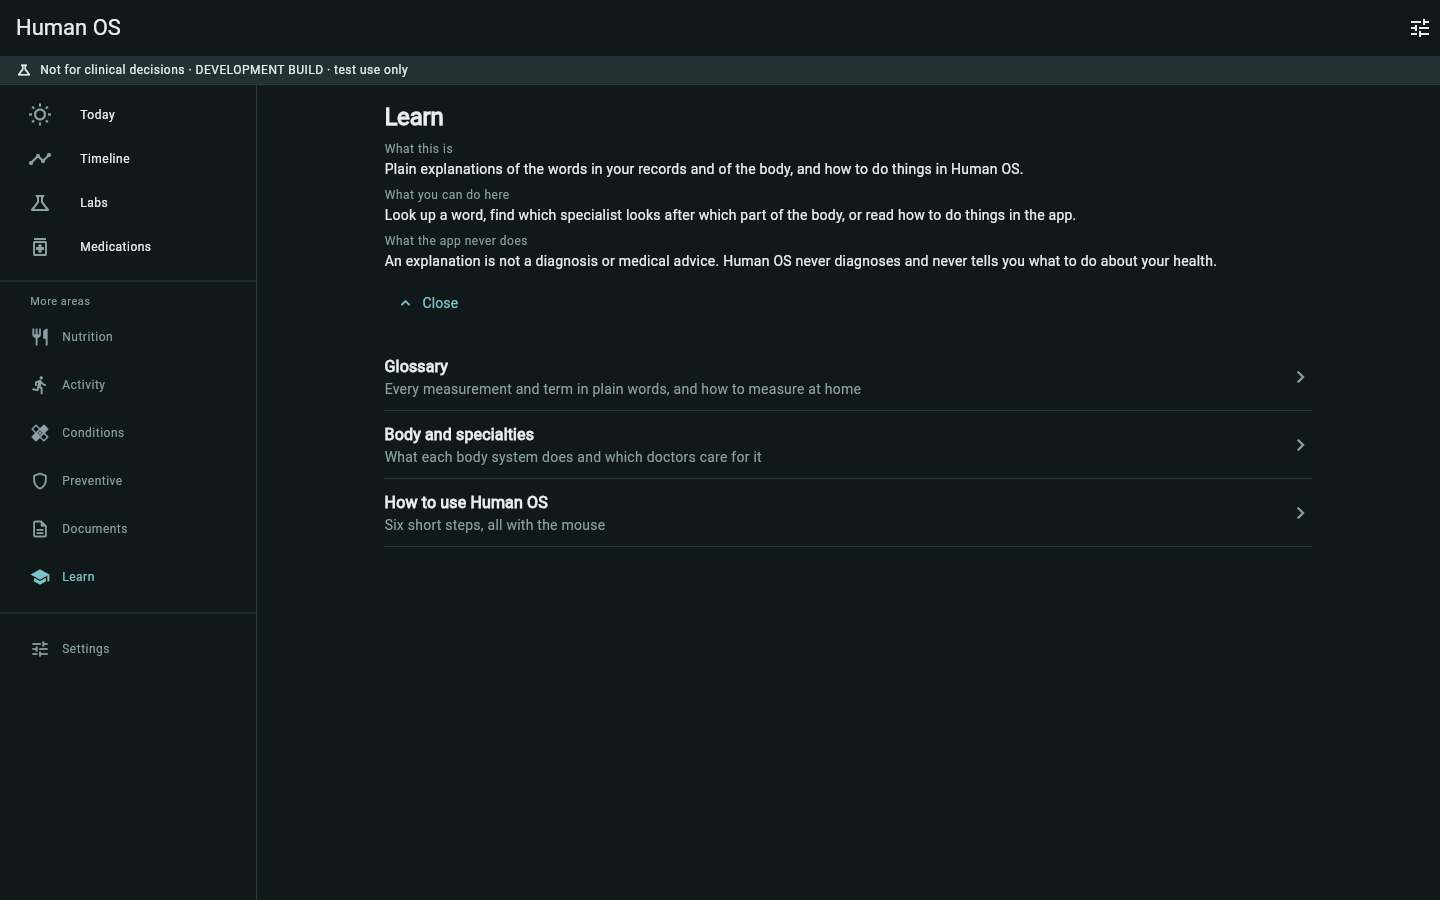 Human OS
Not for clinical decisions · DEVELOPMENT BUILD · test use only
Today
Timeline
Labs
Medications
More areas
Nutrition
Activity
Conditions
Preventive
Documents
Learn
Settings
Learn
What this is
Plain explanations of the words in your records and of the body, and how to do things in Human OS.
What you can do here
Look up a word, find which specialist looks after which part of the body, or read how to do things in the app.
What the app never does
An explanation is not a diagnosis or medical advice. Human OS never diagnoses and never tells you what to do about your health.
Close
Glossary
Every measurement and term in plain words, and how to measure at home
Body and specialties
What each body system does and which doctors care for it
How to use Human OS
Six short steps, all with the mouse